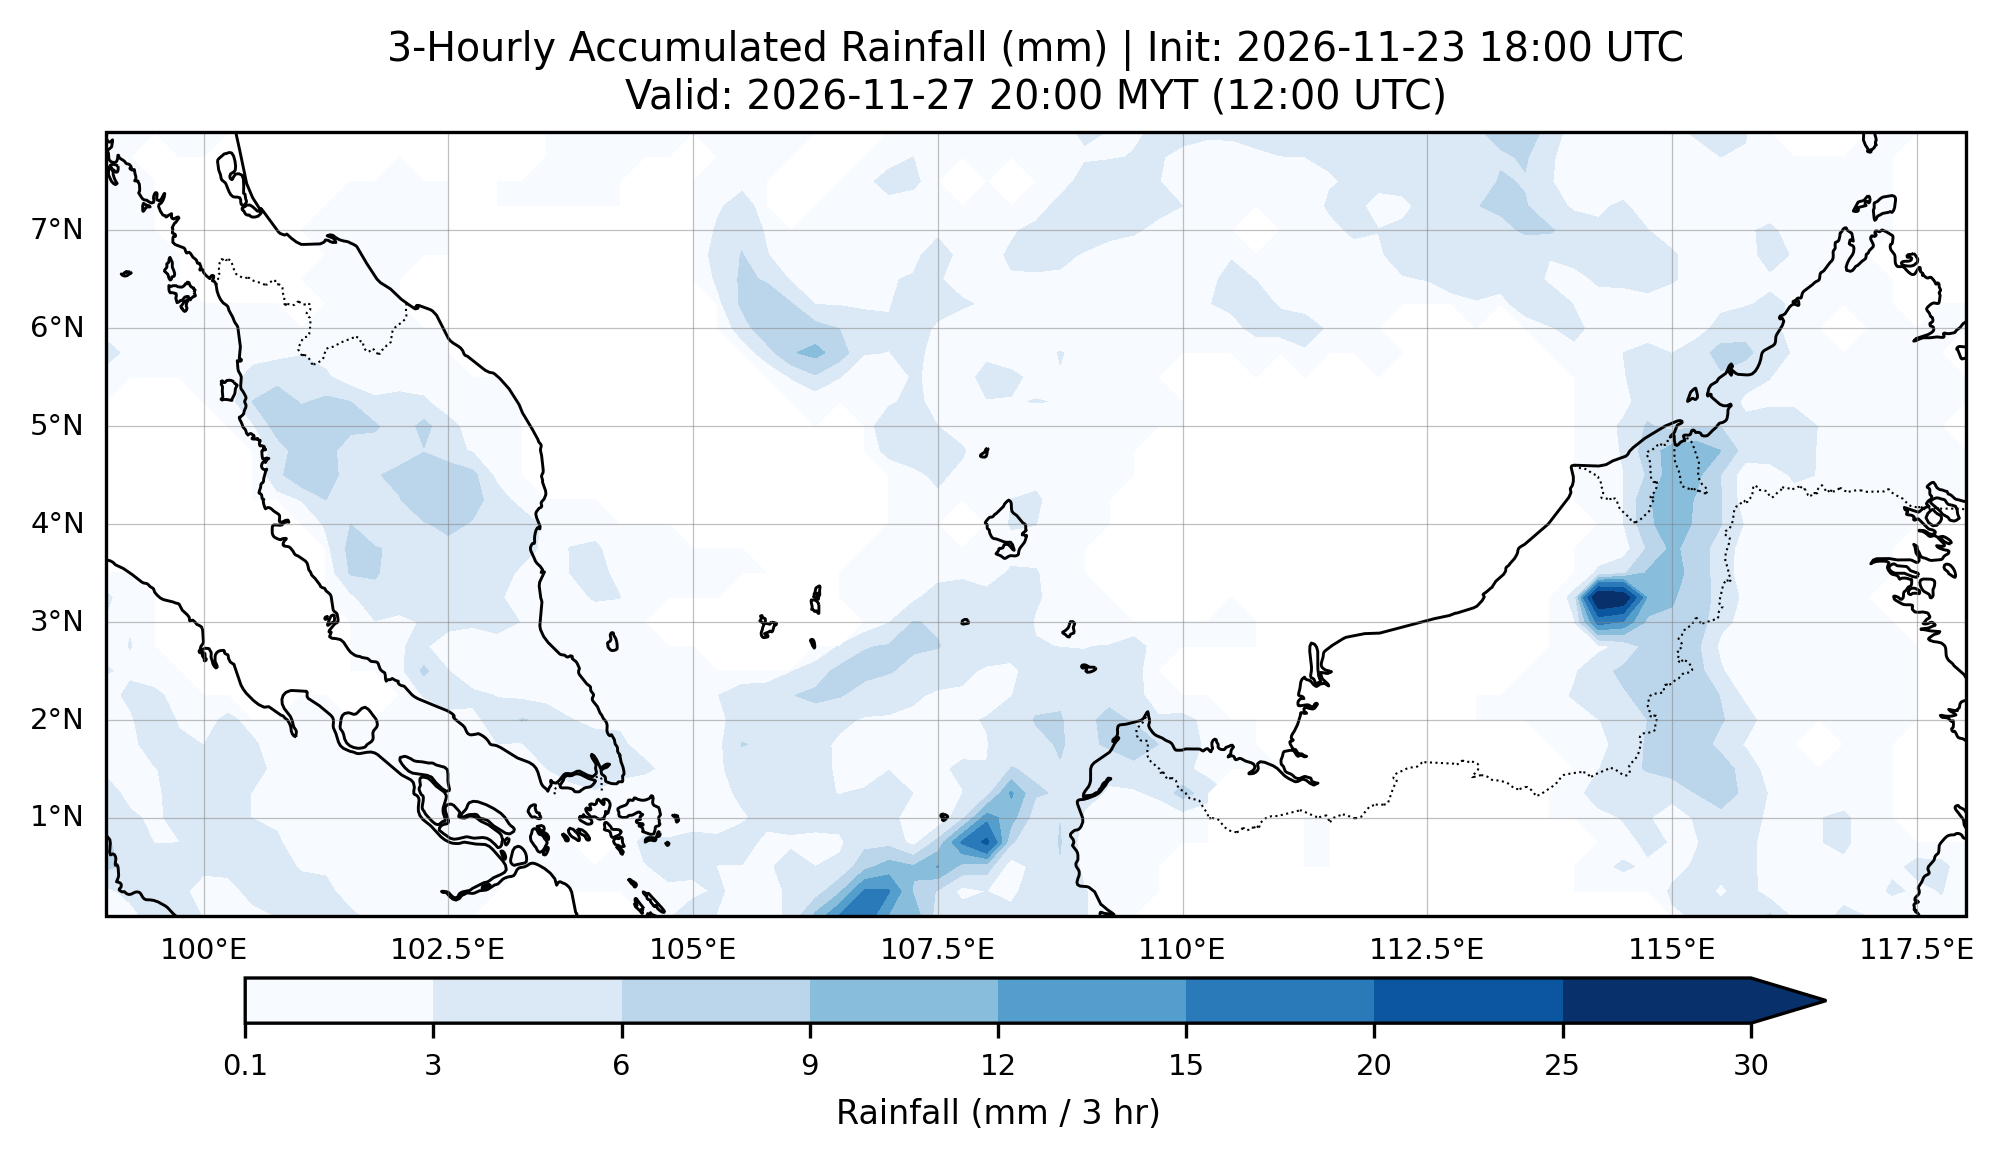 3-Hourly Accumulated Rainfall (mm) | Init: 2026-11-23 18:00 UTC
Valid: 2026-11-27 20:00 MYT (12:00 UTC)
7°N
6°N
5°N
4°N
3°N
2°N
1°N
100°E 102.5°E 105°E 107.5°E 110°E 112.5°E 115°E 117.5°E
0.1 3 6 9 12 15 20 25 30
Rainfall (mm / 3 hr)